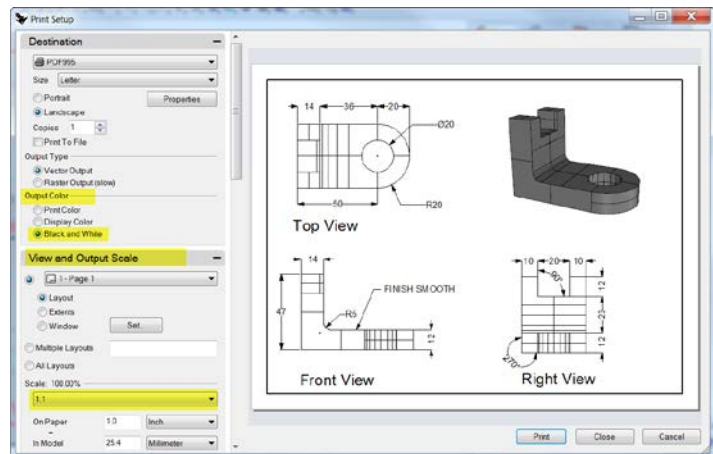 Print Setup
Destination
PDF995
Size Letter
Portrait Properties
Landscape
Copies 1
Print To File
Output Type
Vector Output
Raster Output (slow)
Output Color
Print Color
Display Color
Black and White
View and Output Scale
1 - Page 1
Layout
Extents
Window Set...
Multiple Layouts
All Layouts
Scale: 100.00%
1:1
On Paper 1.0 Inch
=
In Model 25.4 Millimeter
14 36 20
Ø20
50 R20
Top View
14
FINISH SMOOTH
47 R5
12
Front View
10 20 10
90°
12
23
12
270°
Right View
Print Close Cancel